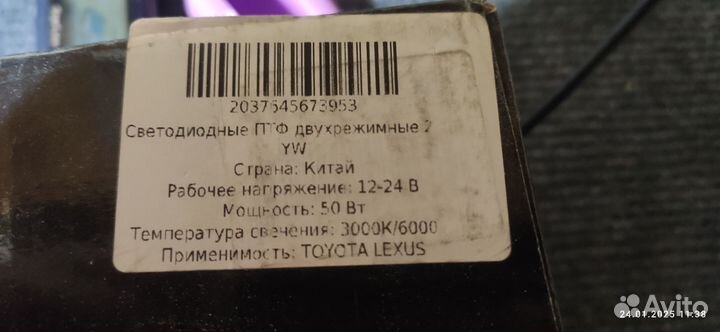 2037645673953
Светодиодные ПТФ двухрежимные 2
YW
Страна: Китай
Рабочее напряжение: 12-24 В
Мощность: 50 Вт
Температура свечения: 3000К/6000
Применимость: TOYOTA LEXUS
Avito
24.01.2025 11:38